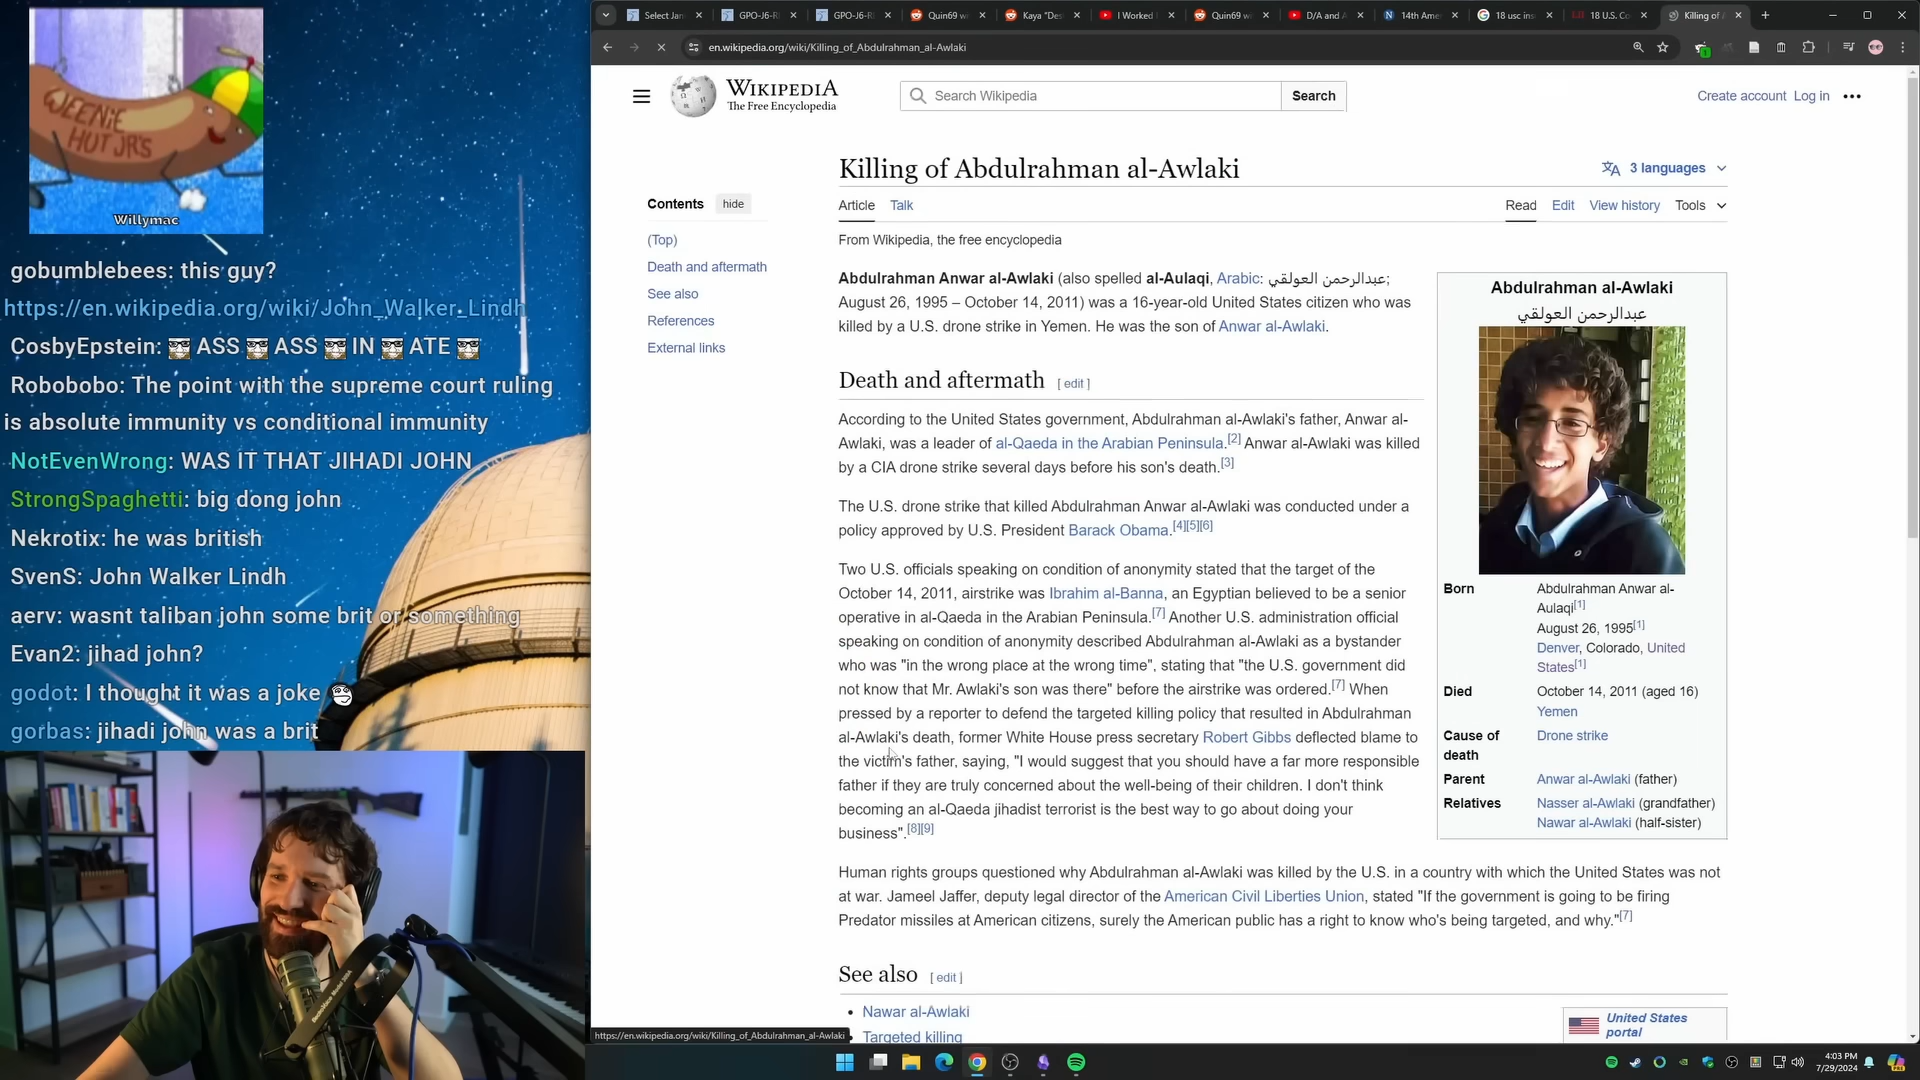 WEENIE
HUT JR'S
Willymac
gobumblebees: this guy?
https://en.wikipedia.org/wiki/John_Walker_Lindh
CosbyEpstein: ASS ASS IN ATE
Robobobo: The point with the supreme court ruling
is absolute immunity vs conditional immunity
NotEvenWrong: WAS IT THAT JIHADI JOHN
StrongSpaghetti: big dong john
Nekrotix: he was british
SvenS: John Walker Lindh
aerv: wasnt taliban john some brit or something
Evan2: jihad john?
godot: I thought it was a joke
gorbas: jihadi john was a brit
Select Jan GPO-J6-R GPO-J6-R Quin69 w Kaya "Des I Worked Quin69 w D/A and A 14th Ame 18 usc ins 18 U.S. Co Killing of A
en.wikipedia.org/wiki/Killing_of_Abdulrahman_al-Awlaki
WIKIPEDIA
The Free Encyclopedia
Search Wikipedia
Search
Create account Log in
Killing of Abdulrahman al-Awlaki
3 languages
Contents hide
(Top)
Death and aftermath
See also
References
External links
Article Talk
Read Edit View history Tools
From Wikipedia, the free encyclopedia
Abdulrahman Anwar al-Awlaki (also spelled al-Aulaqi, Arabic: عبدالرحمن العولقي;
August 26, 1995 – October 14, 2011) was a 16-year-old United States citizen who was
killed by a U.S. drone strike in Yemen. He was the son of Anwar al-Awlaki.
Death and aftermath [ edit ]
According to the United States government, Abdulrahman al-Awlaki's father, Anwar al-
Awlaki, was a leader of al-Qaeda in the Arabian Peninsula.[2] Anwar al-Awlaki was killed
by a CIA drone strike several days before his son's death.[3]
The U.S. drone strike that killed Abdulrahman Anwar al-Awlaki was conducted under a
policy approved by U.S. President Barack Obama.[4][5][6]
Two U.S. officials speaking on condition of anonymity stated that the target of the
October 14, 2011, airstrike was Ibrahim al-Banna, an Egyptian believed to be a senior
operative in al-Qaeda in the Arabian Peninsula.[7] Another U.S. administration official
speaking on condition of anonymity described Abdulrahman al-Awlaki as a bystander
who was "in the wrong place at the wrong time", stating that "the U.S. government did
not know that Mr. Awlaki's son was there" before the airstrike was ordered.[7] When
pressed by a reporter to defend the targeted killing policy that resulted in Abdulrahman
al-Awlaki's death, former White House press secretary Robert Gibbs deflected blame to
the victim's father, saying, "I would suggest that you should have a far more responsible
father if they are truly concerned about the well-being of their children. I don't think
becoming an al-Qaeda jihadist terrorist is the best way to go about doing your
business".[8][9]
Human rights groups questioned why Abdulrahman al-Awlaki was killed by the U.S. in a country with which the United States was not
at war. Jameel Jaffer, deputy legal director of the American Civil Liberties Union, stated "If the government is going to be firing
Predator missiles at American citizens, surely the American public has a right to know who's being targeted, and why."[7]
See also [ edit ]
Nawar al-Awlaki
Targeted killing
Abdulrahman al-Awlaki
عبدالرحمن العولقي
Born Abdulrahman Anwar al-
Aulaqi[1]
August 26, 1995[1]
Denver, Colorado, United
States[1]
Died October 14, 2011 (aged 16)
Yemen
Cause of
death Drone strike
Parent Anwar al-Awlaki (father)
Relatives Nasser al-Awlaki (grandfather)
Nawar al-Awlaki (half-sister)
United States
portal
https://en.wikipedia.org/wiki/Killing_of_Abdulrahman_al-Awlaki
4:03 PM
7/29/2024